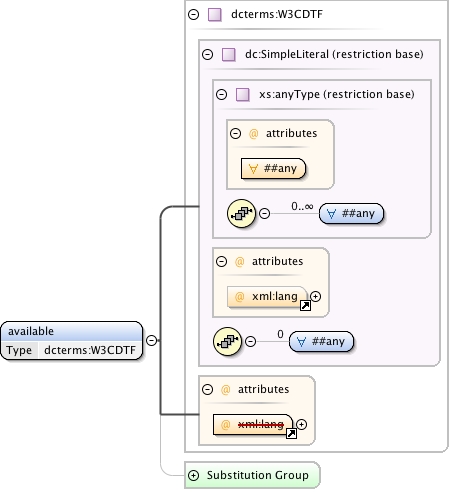 dcterms:W3CDTF
dc:SimpleLiteral (restriction base)
xs:anyType (restriction base)
@ attributes
∀ ##any
0..∞
∀ ##any
@ attributes
@ xml:lang
0
∀ ##any
available
Type dcterms:W3CDTF
@ attributes
@ xml:lang
Substitution Group